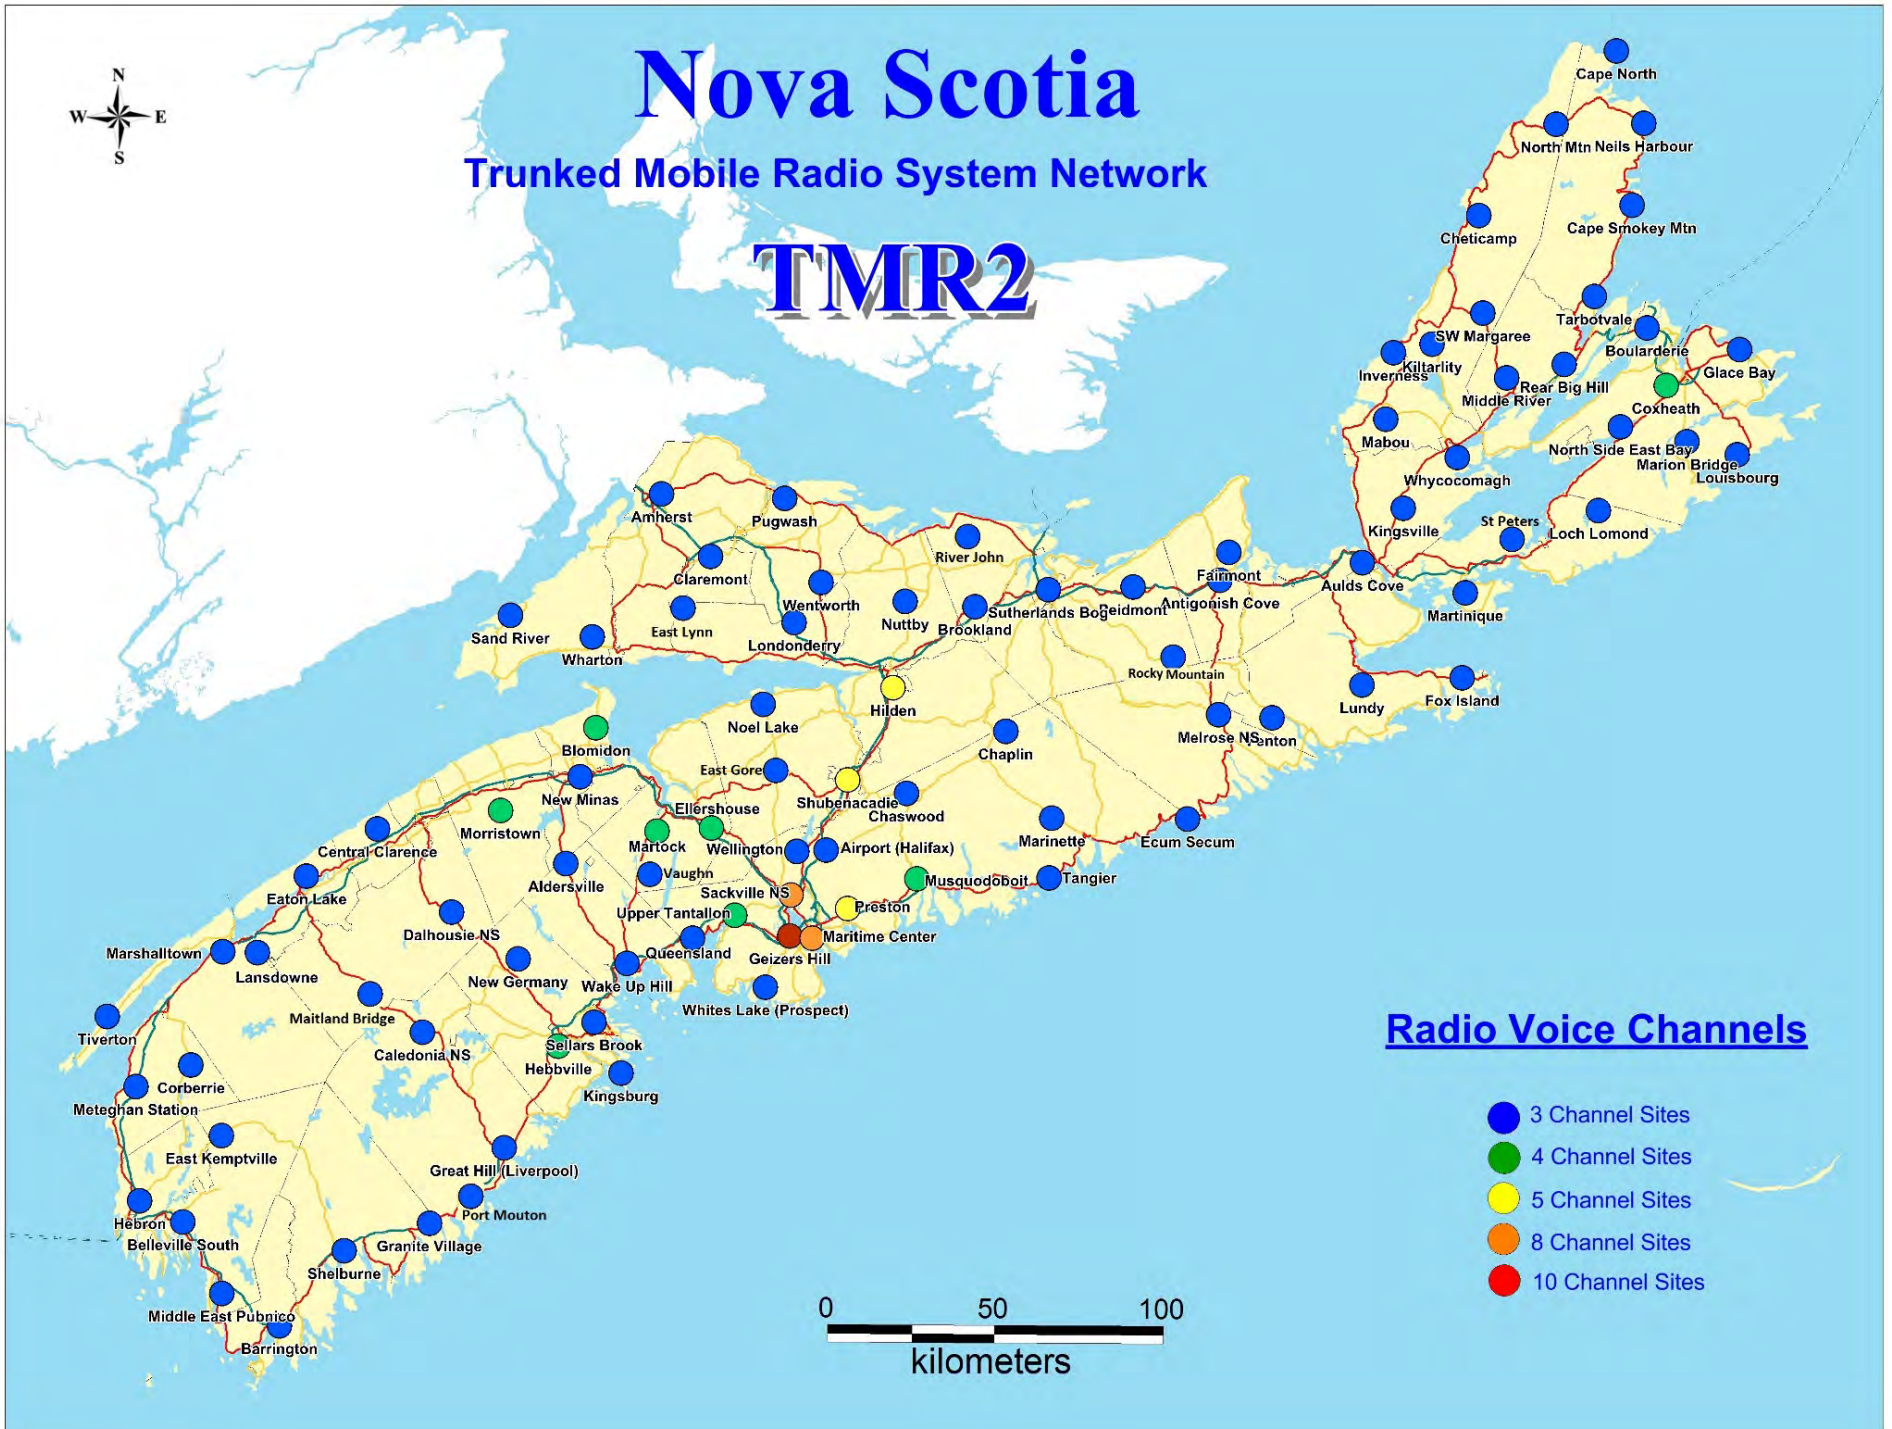 Nova Scotia
Trunked Mobile Radio System Network
TMR2
N
W E
S
Cape North
North Mtn
Neils Harbour
Cheticamp
Cape Smokey Mtn
Tarbotvale
SW Margaree
Boularderie
Kiltarlity
Inverness
Rear Big Hill
Middle River
Glace Bay
Coxheath
Mabou
North Side East Bay
Marion Bridge
Louisbourg
Whycocomagh
Kingsville
St Peters
Loch Lomond
Amherst
Pugwash
River John
Claremont
Wentworth
Fairmont
Aulds Cove
Antigonish Cove
Sutherlands Bog
Martinique
Nuttby
Brookland
East Lynn
Sand River
Londonderry
Wharton
Rocky Mountain
Lundy
Fox Island
Hilden
Noel Lake
Melrose NS
Blomidon
Chaplin
East Gore
New Minas
Shubenacadie
Ellershouse
Chaswood
Morristown
Martock
Wellington
Airport (Halifax)
Marinette
Ecum Secum
Central Clarence
Aldersville
Vaughn
Musquodoboit
Tangier
Sackville NS
Eaton Lake
Upper Tantallon
Preston
Dalhousie NS
Maritime Center
Marshalltown
Queensland
Geizers Hill
Lansdowne
New Germany
Wake Up Hill
Whites Lake (Prospect)
Maitland Bridge
Tiverton
Caledonia NS
Sellars Brook
Hebbville
Corberrie
Kingsburg
Meteghan Station
East Kemptville
Great Hill (Liverpool)
Port Mouton
Hebron
Belleville South
Granite Village
Shelburne
Middle East Pubnico
Barrington
Radio Voice Channels
3 Channel Sites
4 Channel Sites
5 Channel Sites
8 Channel Sites
10 Channel Sites
0 50 100
kilometers